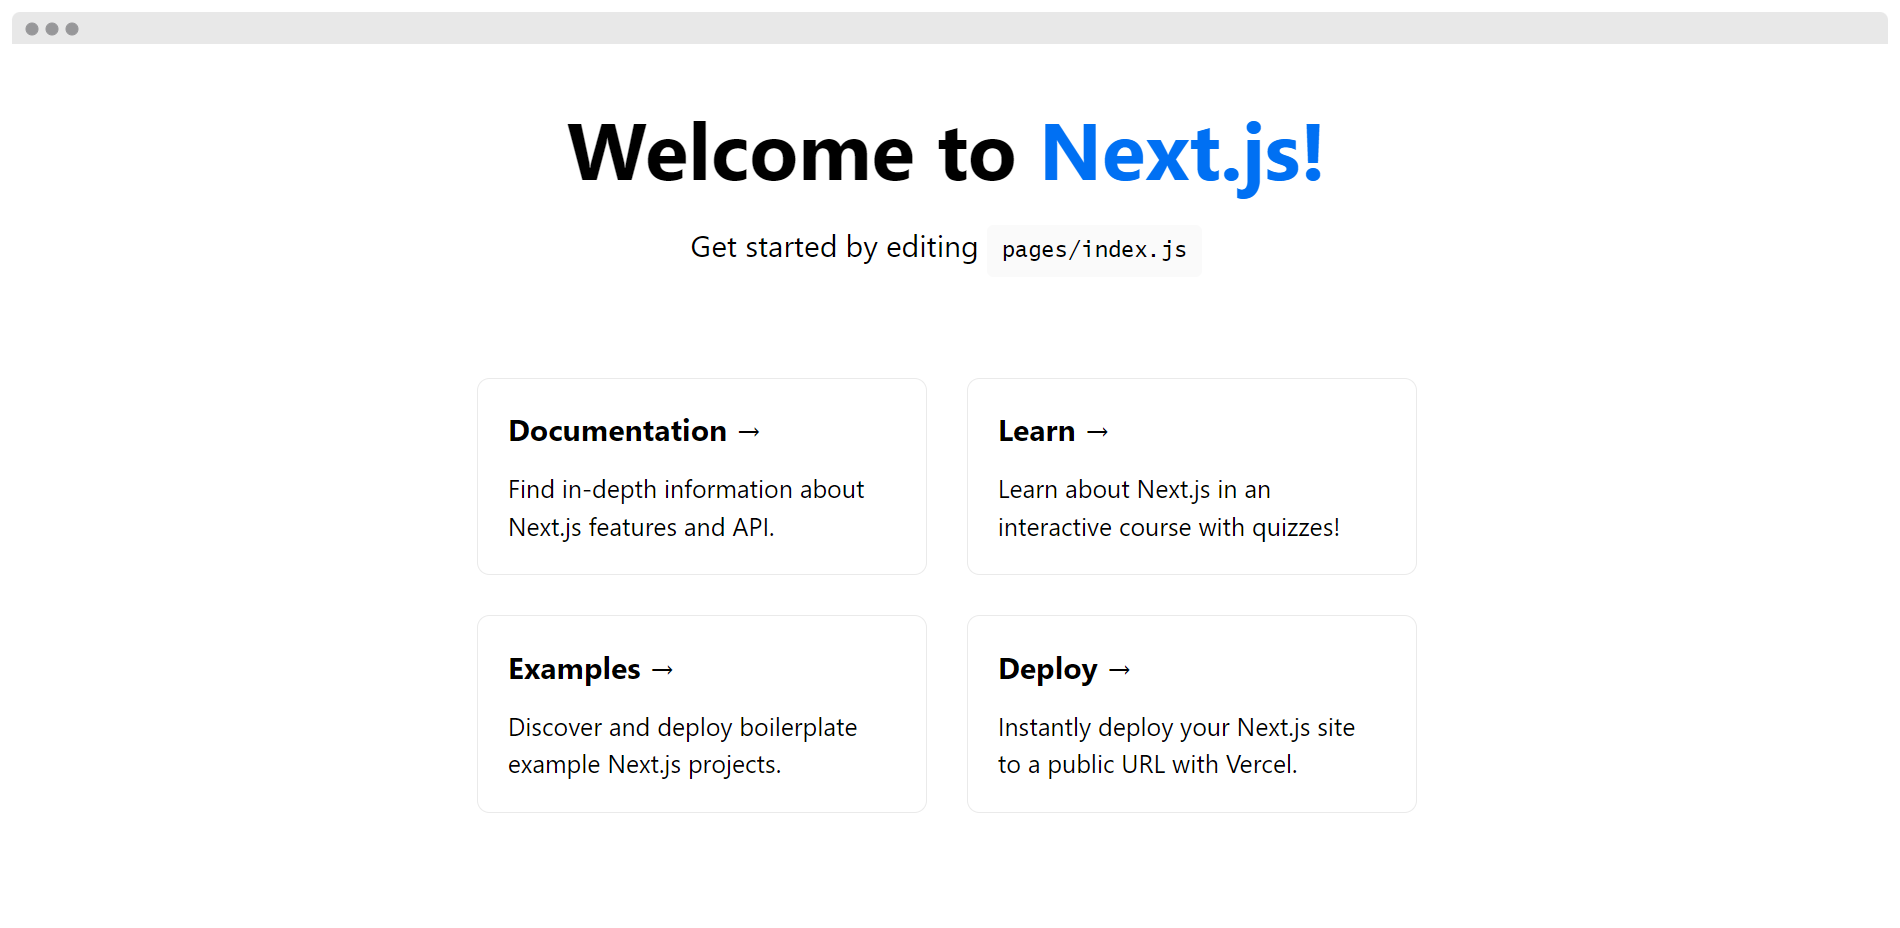 Welcome to Next.js!
Get started by editing pages/index.js
Documentation →
Find in-depth information about
Next.js features and API.
Learn →
Learn about Next.js in an
interactive course with quizzes!
Examples →
Discover and deploy boilerplate
example Next.js projects.
Deploy →
Instantly deploy your Next.js site
to a public URL with Vercel.